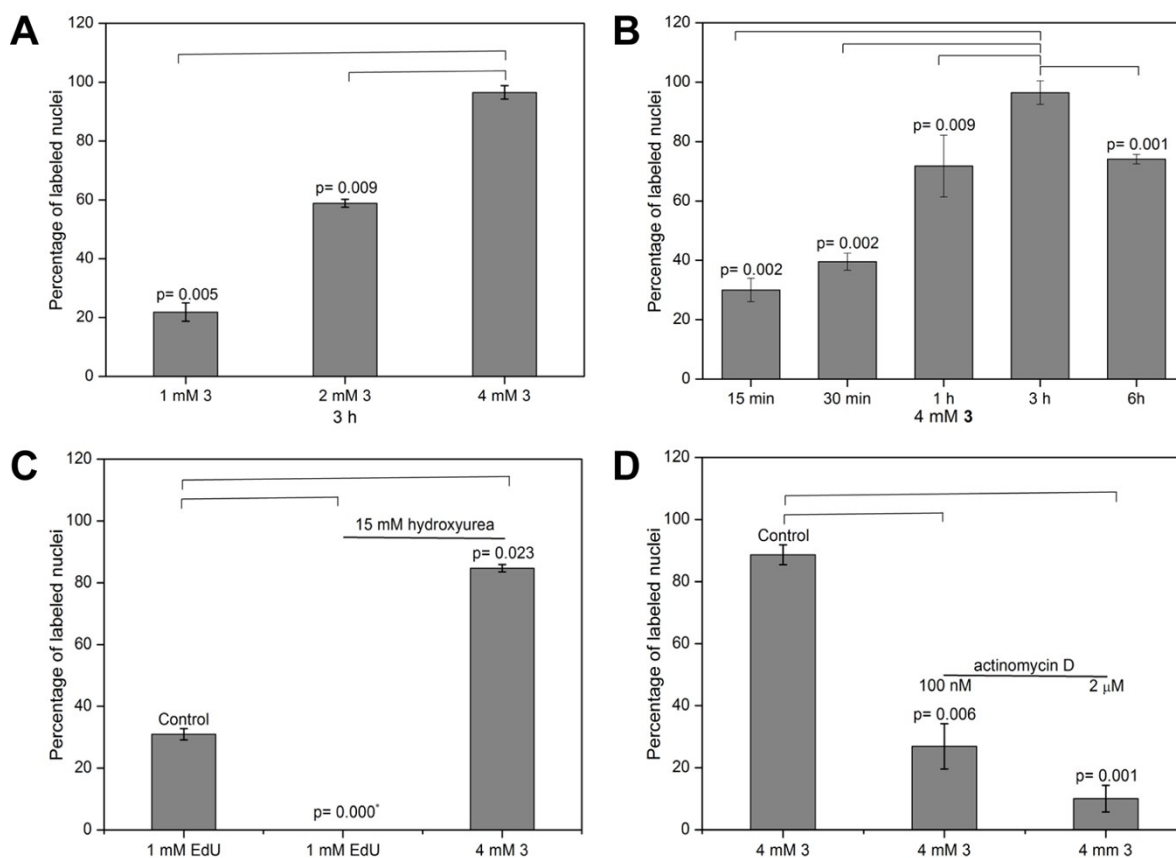 A
120
100
80
60
40
20
0
Percentage of labeled nuclei
p= 0.005
p= 0.009
1 mM 3
2 mM 3
4 mM 3
3 h
B
120
100
80
60
40
20
0
Percentage of labeled nuclei
p= 0.002
p= 0.002
p= 0.009
p= 0.001
15 min
30 min
1 h
3 h
6h
4 mM 3
C
120
100
80
60
40
20
0
Percentage of labeled nuclei
15 mM hydroxyurea
p= 0.023
Control
p= 0.000*
1 mM EdU
1 mM EdU
4 mM 3
D
120
100
80
60
40
20
0
Percentage of labeled nuclei
Control
actinomycin D
100 nM
2 μM
p= 0.006
p= 0.001
4 mM 3
4 mM 3
4 mm 3